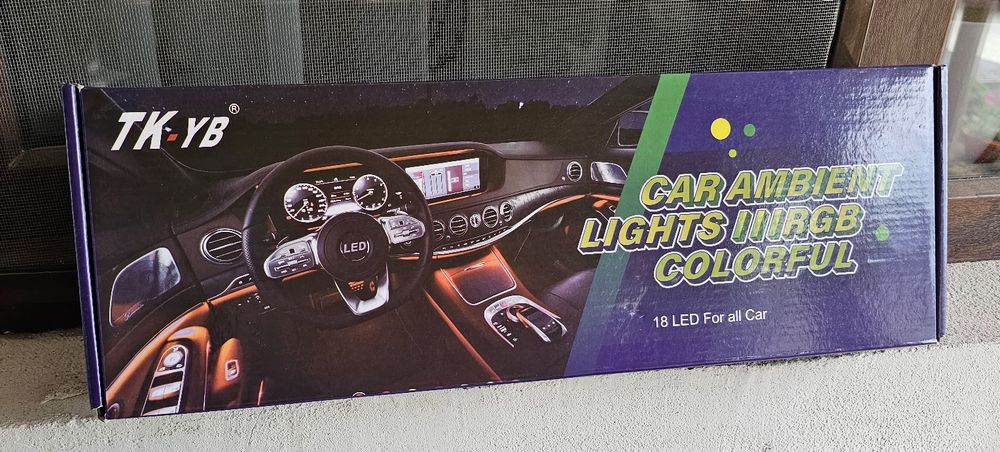 TK-YB®
LED
CAR AMBIENT
LIGHTS IIIRGB
COLORFUL
18 LED For all Car